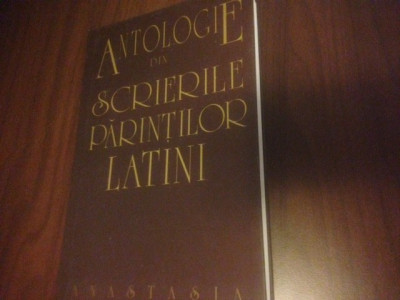 ANTOLOGIE
DIN
SCRIERILE
PĂRINȚILOR
LATINI
ANASTASIA